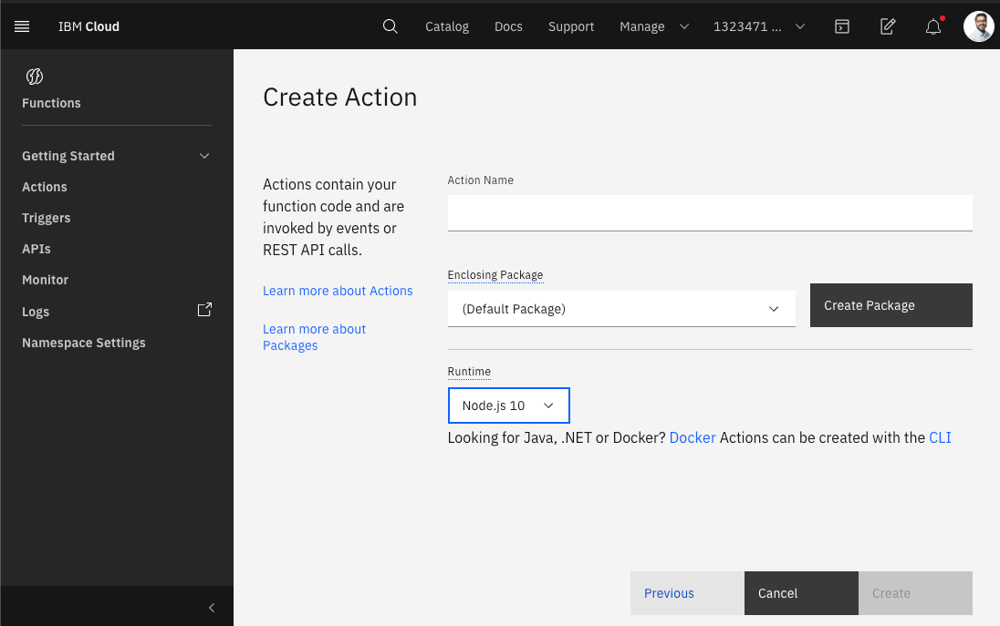 IBM Cloud
Catalog
Docs
Support
Manage
1323471 ...
Functions
Getting Started
Actions
Triggers
APIs
Monitor
Logs
Namespace Settings
Create Action
Actions contain your
function code and are
invoked by events or
REST API calls.
Learn more about Actions
Learn more about
Packages
Action Name
Enclosing Package
(Default Package)
Create Package
Runtime
Node.js 10
Looking for Java, .NET or Docker? Docker Actions can be created with the CLI
Previous
Cancel
Create